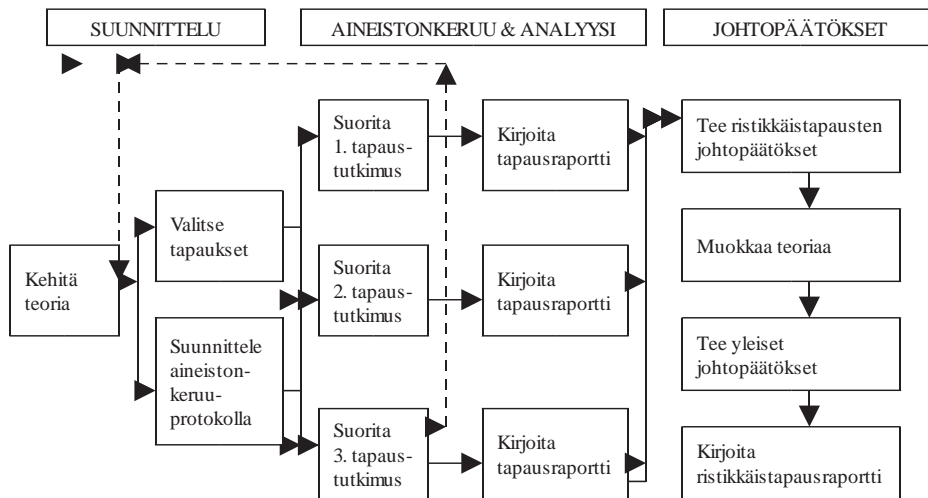 SUUNNITTELU
AINEISTONKERUU & ANALYYSI
JOHTOPÄÄTÖKSET
Kehitä
teoria
Valitse
tapaukset
Suunnittele
aineiston-
keruu-
protokolla
Suorita
1. tapaus-
tutkimus
Suorita
2. tapaus-
tutkimus
Suorita
3. tapaus-
tutkimus
Kirjoita
tapausraportti
Kirjoita
tapausraportti
Kirjoita
tapausraportti
Tee ristikkäistapausten
johtopäätökset
Muokkaa teoriaa
Tee yleiset
johtopäätökset
Kirjoita
ristikkäistapausraportti